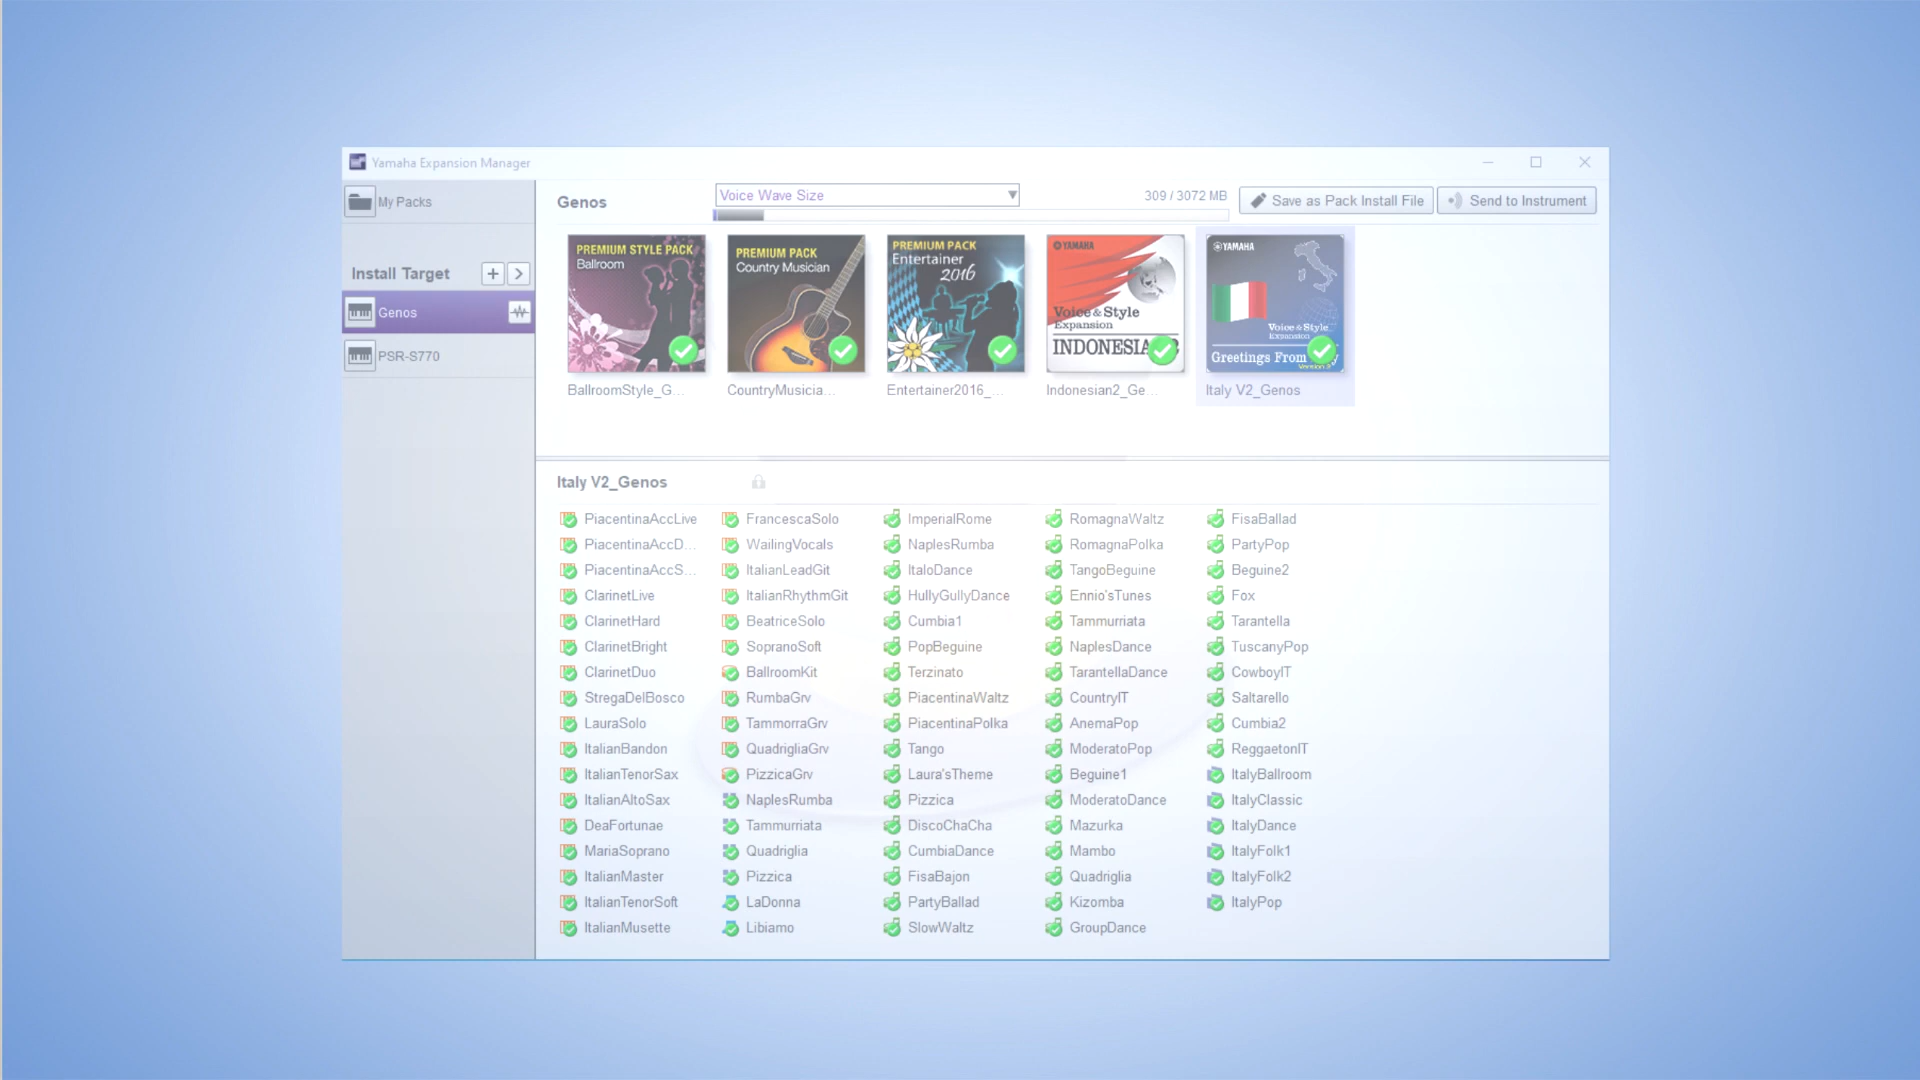 Yamaha Expansion Manager
My Packs
Install Target
Genos
PSR-S770
Genos
Voice Wave Size
309 / 3072 MB
Save as Pack Install File
Send to Instrument
PREMIUM STYLE PACK
Ballroom
BallroomStyle_G...
PREMIUM PACK
Country Musician
CountryMusicia...
PREMIUM PACK
Entertainer
2016
Entertainer2016_...
YAMAHA
Voice & Style
Expansion
INDONESIA
Indonesian2_Ge...
YAMAHA
Voice & Style
Expansion
Greetings From
Italy V2_Genos
Italy V2_Genos
PiacentinaAccLive
PiacentinaAccD...
PiacentinaAccS...
ClarinetLive
ClarinetHard
ClarinetBright
ClarinetDuo
StregaDelBosco
LauraSolo
ItalianBandon
ItalianTenorSax
ItalianAltoSax
DeaFortunae
MariaSoprano
ItalianMaster
ItalianTenorSoft
ItalianMusette
FrancescaSolo
WailingVocals
ItalianLeadGit
ItalianRhythmGit
BeatriceSolo
SopranoSoft
BallroomKit
RumbaGrv
TammorraGrv
QuadrigliaGrv
PizzicaGrv
NaplesRumba
Tammurriata
Quadriglia
Pizzica
LaDonna
Libiamo
ImperialRome
NaplesRumba
ItaloDance
HullyGullyDance
Cumbia1
PopBeguine
Terzinato
PiacentinaWaltz
PiacentinaPolka
Tango
Laura'sTheme
Pizzica
DiscoChaCha
CumbiaDance
FisaBajon
PartyBallad
SlowWaltz
RomagnaWaltz
RomagnaPolka
TangoBeguine
Ennio'sTunes
Tammurriata
NaplesDance
TarantellaDance
CountryIT
AnemaPop
ModeratoPop
Beguine1
ModeratoDance
Mazurka
Mambo
Quadriglia
Kizomba
GroupDance
FisaBallad
PartyPop
Beguine2
Fox
Tarantella
TuscanyPop
CowboyIT
Saltarello
Cumbia2
ReggaetonIT
ItalyBallroom
ItalyClassic
ItalyDance
ItalyFolk1
ItalyFolk2
ItalyPop